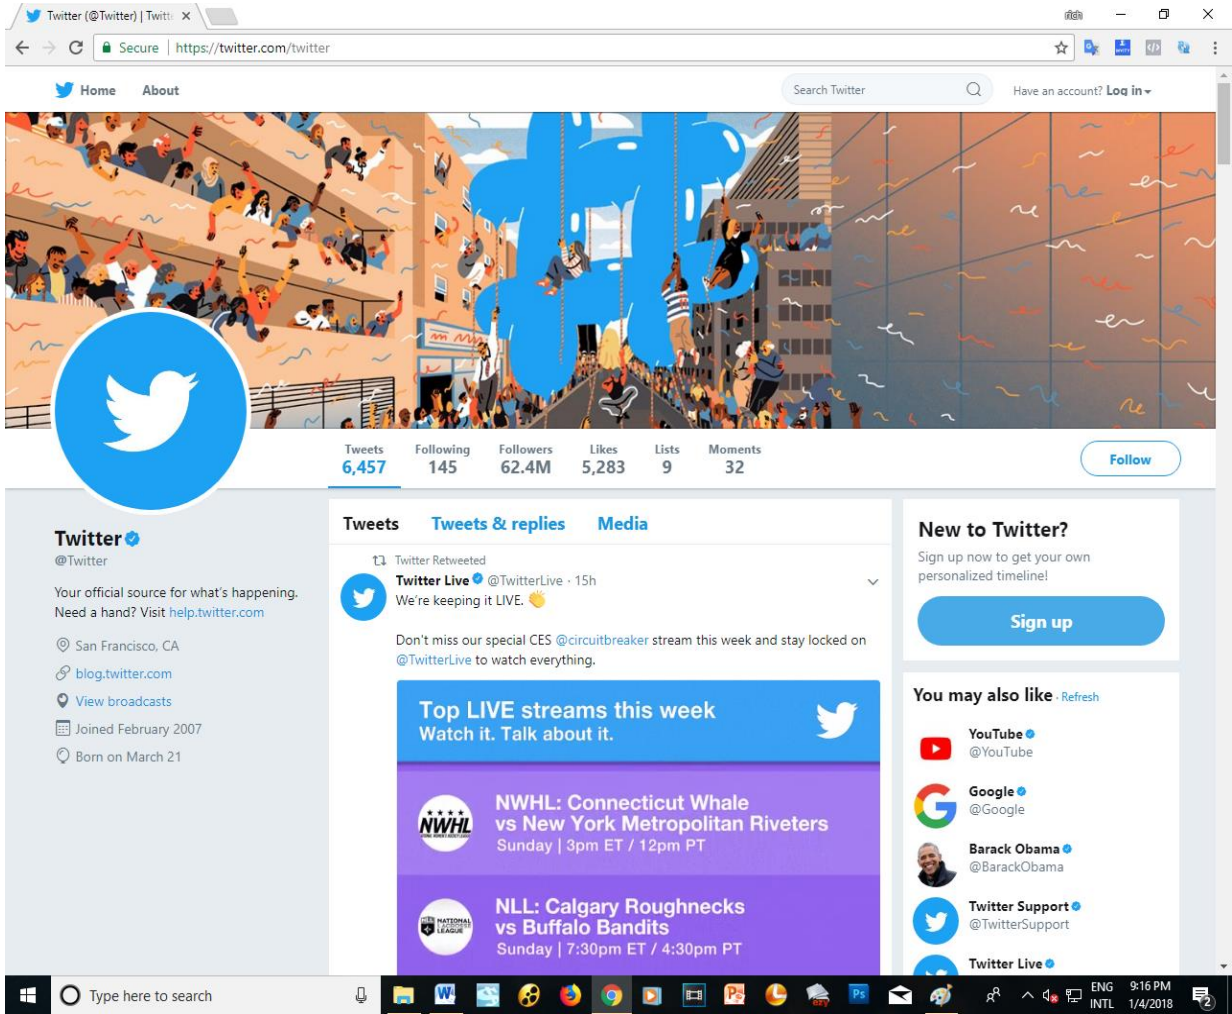 Twitter (@Twitter) | Twitt
rich
Secure | https://twitter.com/twitter
Home About
Search Twitter
Have an account? Log in
Tweets Following Followers Likes Lists Moments
6,457 145 62.4M 5,283 9 32
Follow
Twitter
@Twitter
Your official source for what's happening.
Need a hand? Visit help.twitter.com
San Francisco, CA
blog.twitter.com
View broadcasts
Joined February 2007
Born on March 21
Tweets Tweets & replies Media
Twitter Retweeted
Twitter Live @TwitterLive · 15h
We're keeping it LIVE. 👏
Don't miss our special CES @circuitbreaker stream this week and stay locked on
@TwitterLive to watch everything.
Top LIVE streams this week
Watch it. Talk about it.
NWHL
NWHL: Connecticut Whale
vs New York Metropolitan Riveters
Sunday | 3pm ET / 12pm PT
NATIONAL
LACROSSE
LEAGUE
NLL: Calgary Roughnecks
vs Buffalo Bandits
Sunday | 7:30pm ET / 4:30pm PT
New to Twitter?
Sign up now to get your own
personalized timeline!
Sign up
You may also like · Refresh
YouTube
@YouTube
Google
@Google
Barack Obama
@BarackObama
Twitter Support
@TwitterSupport
Twitter Live
Type here to search
ENG
INTL
9:16 PM
1/4/2018
2